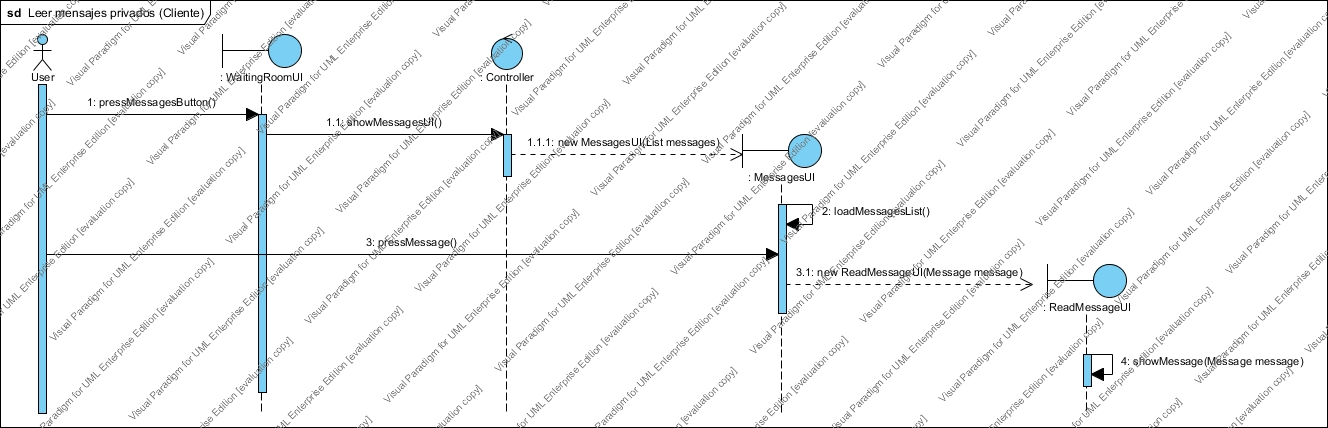 sd Leer mensajes privados (Cliente)
User
: WaitingRoomUI
: Controller
1: pressMessagesButton()
1.1: showMessagesUI()
1.1.1: new MessagesUI(List messages)
: MessagesUI
2: loadMessagesList()
3: pressMessage()
3.1: new ReadMessageUI(Message message)
: ReadMessageUI
4: showMessage(Message message)
Visual Paradigm for UML Enterprise Edition [evaluation copy]